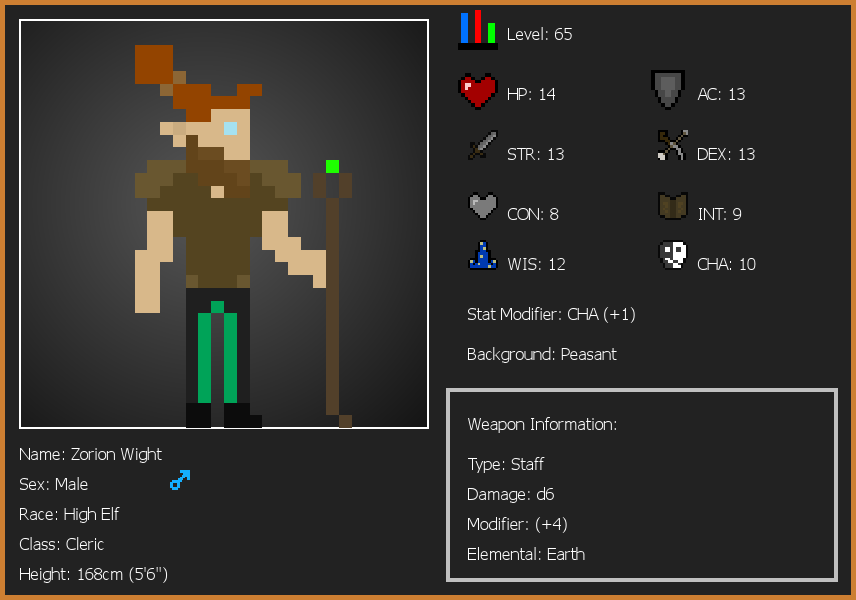 Level: 65
HP: 14
AC: 13
STR: 13
DEX: 13
CON: 8
INT: 9
WIS: 12
CHA: 10
Stat Modifier: CHA (+1)
Background: Peasant
Weapon Information:
Type: Staff
Damage: d6
Modifier: (+4)
Elemental: Earth
Name: Zorion Wight
Sex: Male
Race: High Elf
Class: Cleric
Height: 168cm (5'6")